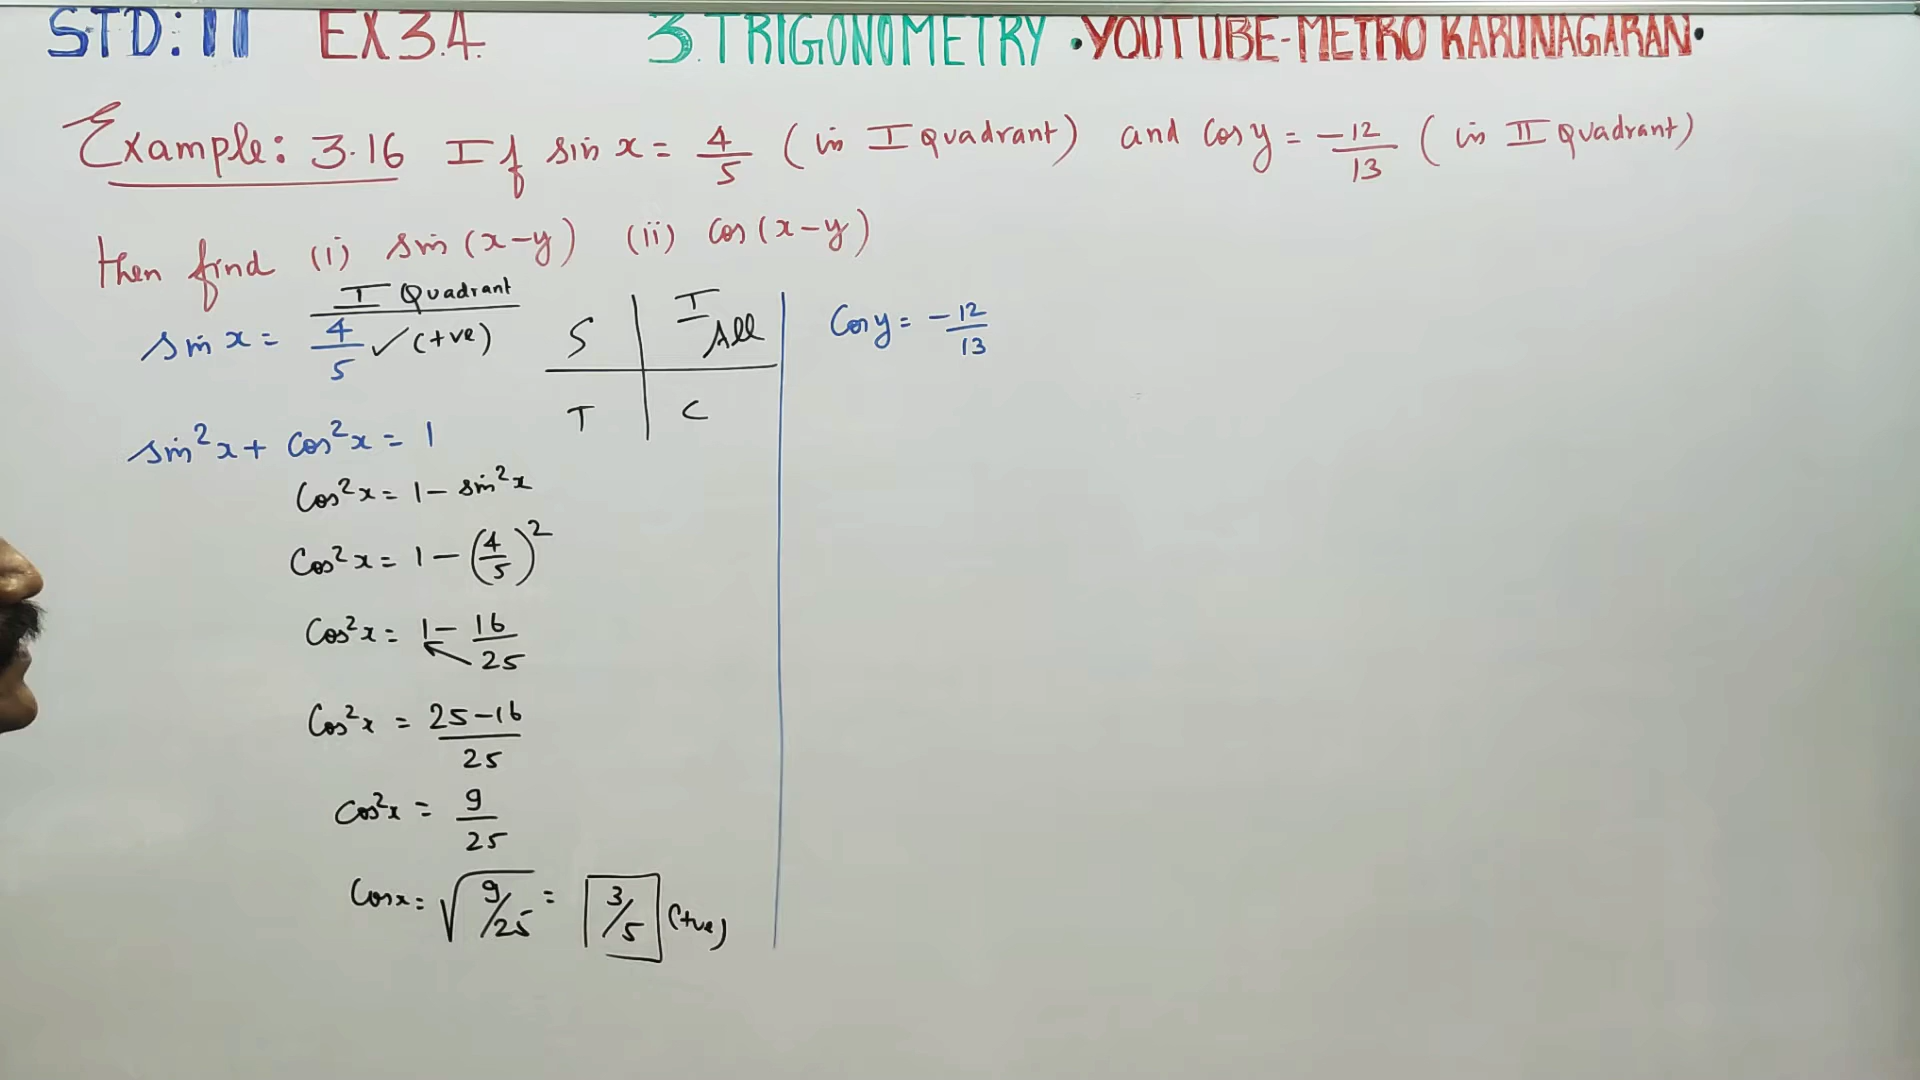 STD: 11 EX 3.4. 3. TRIGONOMETRY • YOUTUBE-METRO KARUNAGARAN •
Example: 3.16 If sin x = 4/5 (in I Quadrant) and Cos y = -12/13 (in II Quadrant)
then find (i) sin (x-y) (ii) Cos (x-y)
I Quadrant
sin x = 4/5 ✓ (+ve)
S | I All
T | C
sin²x + Cos²x = 1
Cos²x = 1 - sin²x
Cos²x = 1 - (4/5)²
Cos²x = 1 - 16/25
Cos²x = 25-16/25
Cos²x = 9/25
Cosx = √9/25 = 3/5 (+ve)
Cos y = -12/13